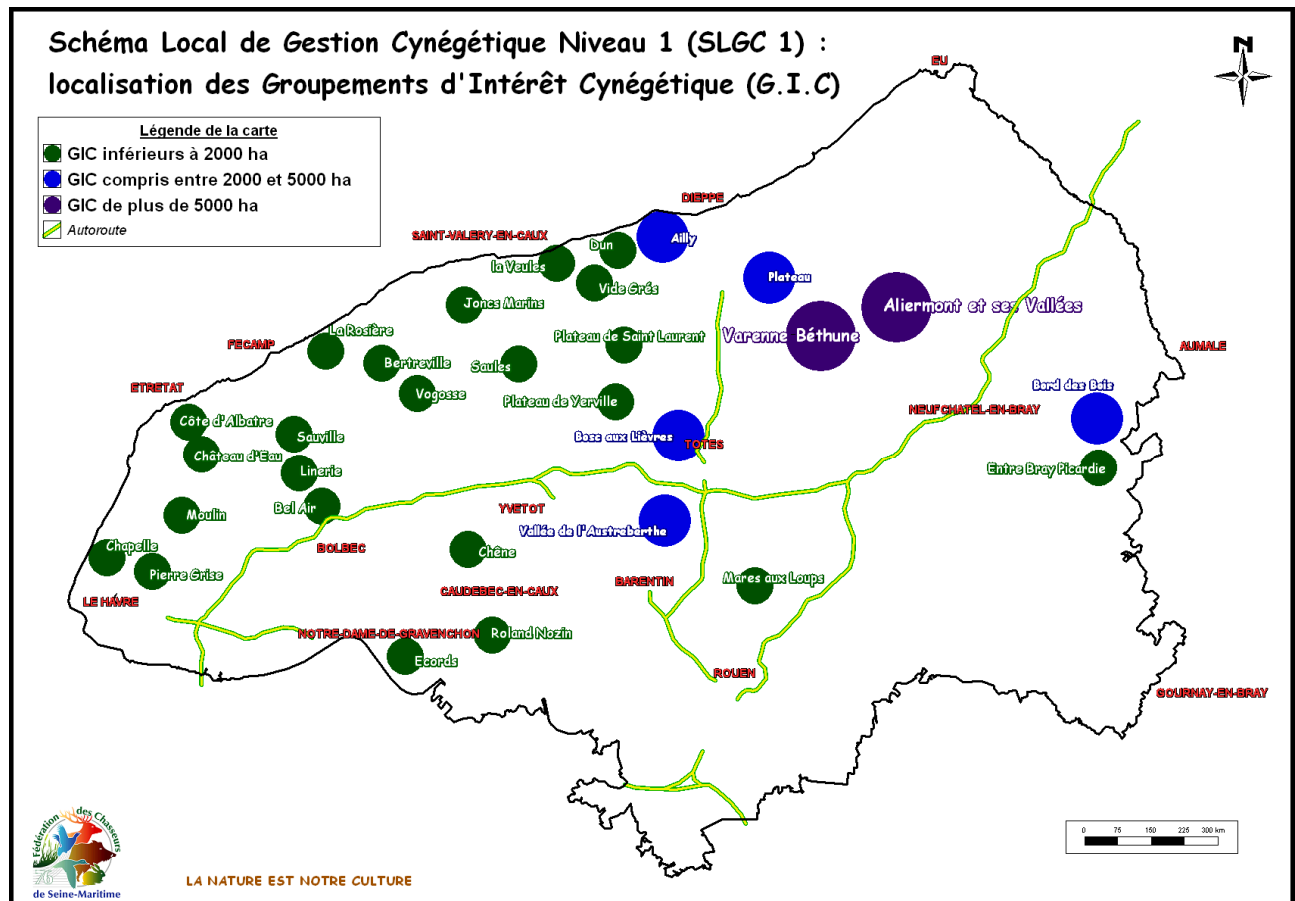 Schéma Local de Gestion Cynégétique Niveau 1 (SLGC 1) :
localisation des Groupements d'Intérêt Cynégétique (G.I.C)
N
EU
Légende de la carte
GIC inférieurs à 2000 ha
GIC compris entre 2000 et 5000 ha
GIC de plus de 5000 ha
Autoroute
DIEPPE
SAINT-VALERY-EN-CAUX
Dun
Ailly
la Veules
Vide Grés
Plateau
Joncs Marins
Aliermont et ses Vallées
La Rosière
Plateau de Saint Laurent
Varenne Béthune
FECAMP
AUMALE
Bertreville
Saules
ETRETAT
Bord des Bois
Vogosse
Plateau de Yerville
NEUFCHATEL-EN-BRAY
Côte d'Albatre
Sauville
Bosc aux Lièvres
TOTES
Château d'Eau
Linerie
Entre Bray Picardie
Bel Air
YVETOT
Moulin
Vallée de l'Austreberthe
Chapelle
BOLBEC
Chêne
Pierre Grise
Mares aux Loups
BARENTIN
CAUDEBEC-EN-CAUX
LE HAVRE
NOTRE-DAME-DE-GRAVENCHON
Roland Nozin
Ecords
ROUEN
GOURNAY-EN-BRAY
0 75 150 225 300 km
Fédération des Chasseurs
76
de Seine-Maritime
LA NATURE EST NOTRE CULTURE